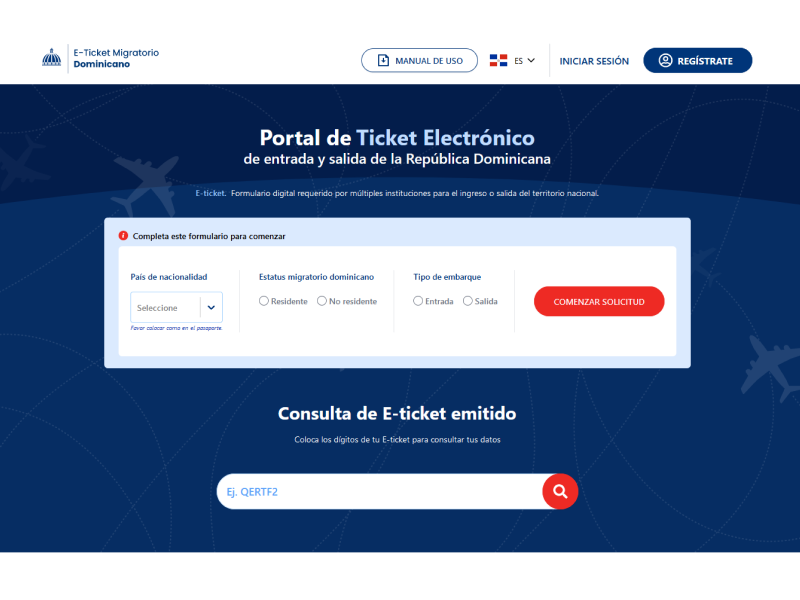 E-Ticket Migratorio
Dominicano
MANUAL DE USO
ES
INICIAR SESIÓN
REGÍSTRATE
Portal de Ticket Electrónico
de entrada y salida de la República Dominicana
E-ticket. Formulario digital requerido por múltiples instituciones para el ingreso o salida del territorio nacional.
Completa este formulario para comenzar
País de nacionalidad
Seleccione
Favor colocar como en el pasaporte.
Estatus migratorio dominicano
Residente
No residente
Tipo de embarque
Entrada
Salida
COMENZAR SOLICITUD
Consulta de E-ticket emitido
Coloca los dígitos de tu E-ticket para consultar tus datos
Ej. QERTF2